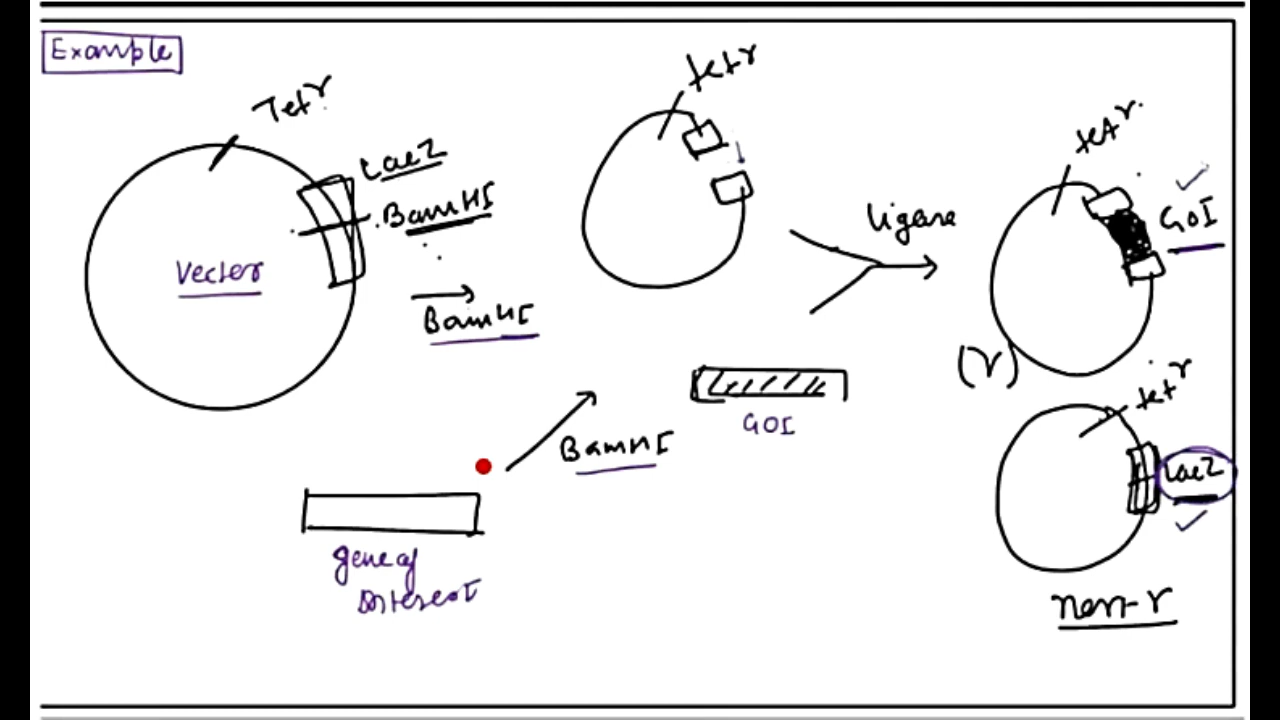 Example
Tetr
LacZ
BamHI
Vector
BamHI
tetr
ligase
tetr
GOI
(r)
GOI
BamHI
gene of
Interest
tetr
LacZ
non-r